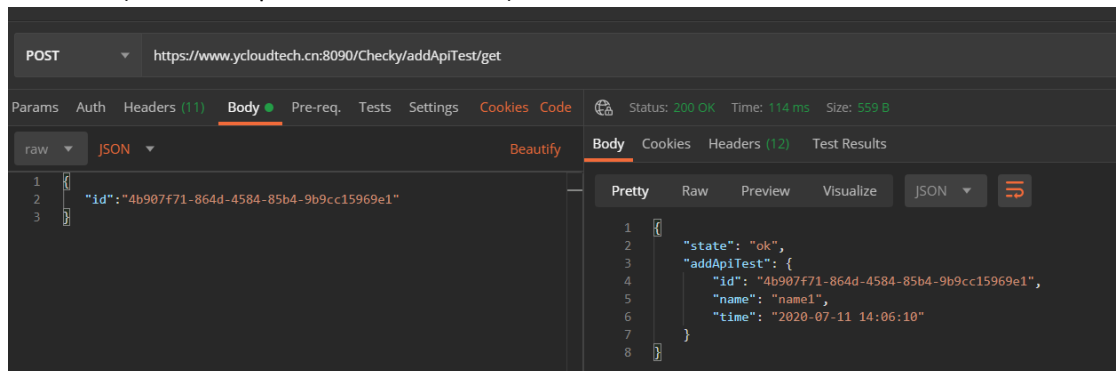 POST https://www.ycloudtech.cn:8090/Checky/addApiTest/get
Params Auth Headers (11) Body Pre-req. Tests Settings Cookies Code
raw JSON Beautify
1 {
2 "id":"4b907f71-864d-4584-85b4-9b9cc15969e1"
3 }
Status: 200 OK Time: 114 ms Size: 559 B
Body Cookies Headers (12) Test Results
Pretty Raw Preview Visualize JSON
1 {
2 "state": "ok",
3 "addApiTest": {
4 "id": "4b907f71-864d-4584-85b4-9b9cc15969e1",
5 "name": "name1",
6 "time": "2020-07-11 14:06:10"
7 }
8 }